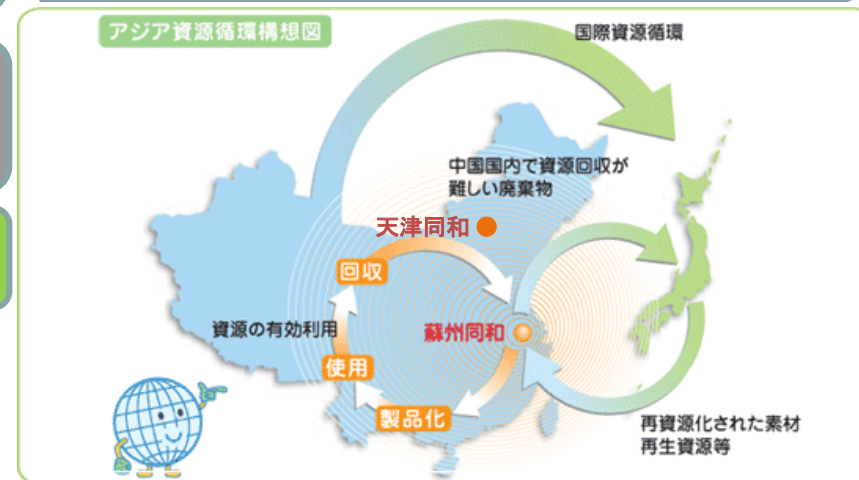 アジア資源循環構想図
国際資源循環
中国国内で資源回収が
難しい廃棄物
天津同和
回収
資源の有効利用
蘇州同和
使用
製品化
再資源化された素材
再生資源等